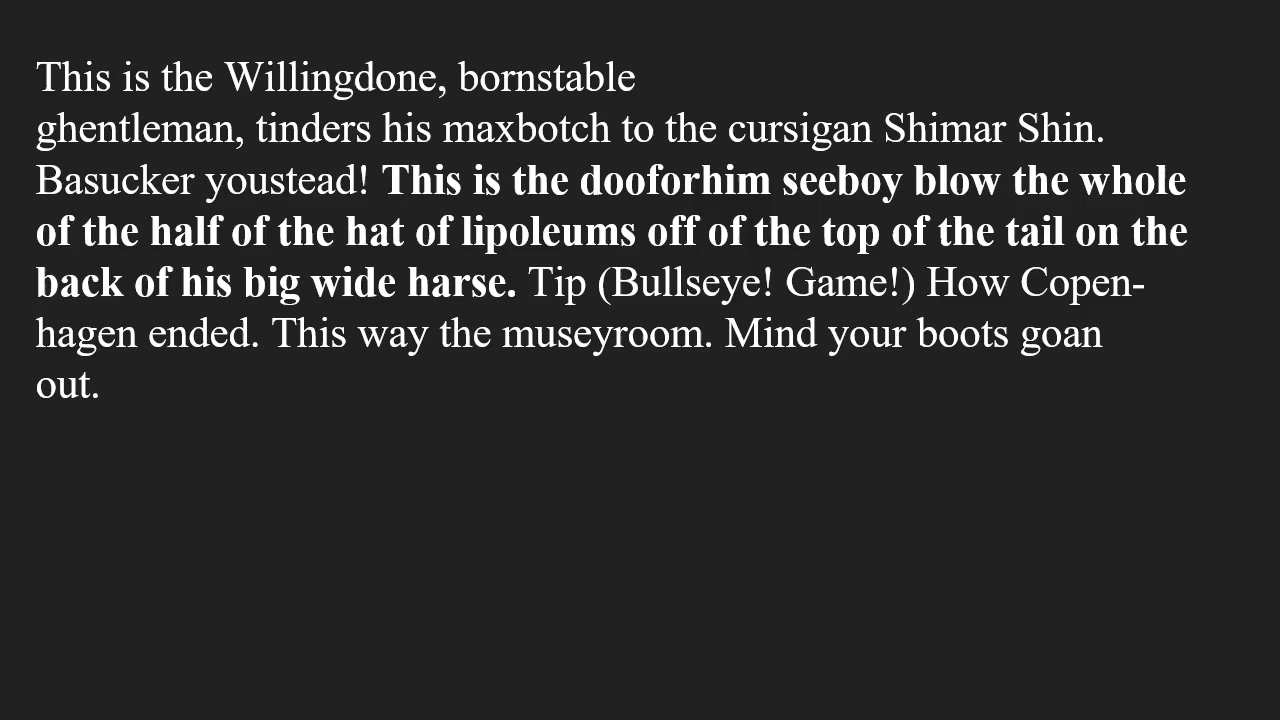 This is the Willingdone, bornstable
ghentleman, tinders his maxbotch to the cursigan Shimar Shin.
Basucker youstead! This is the dooforhim seeboy blow the whole
of the half of the hat of lipoleums off of the top of the tail on the
back of his big wide harse. Tip (Bullseye! Game!) How Copen-
hagen ended. This way the museyroom. Mind your boots goan
out.